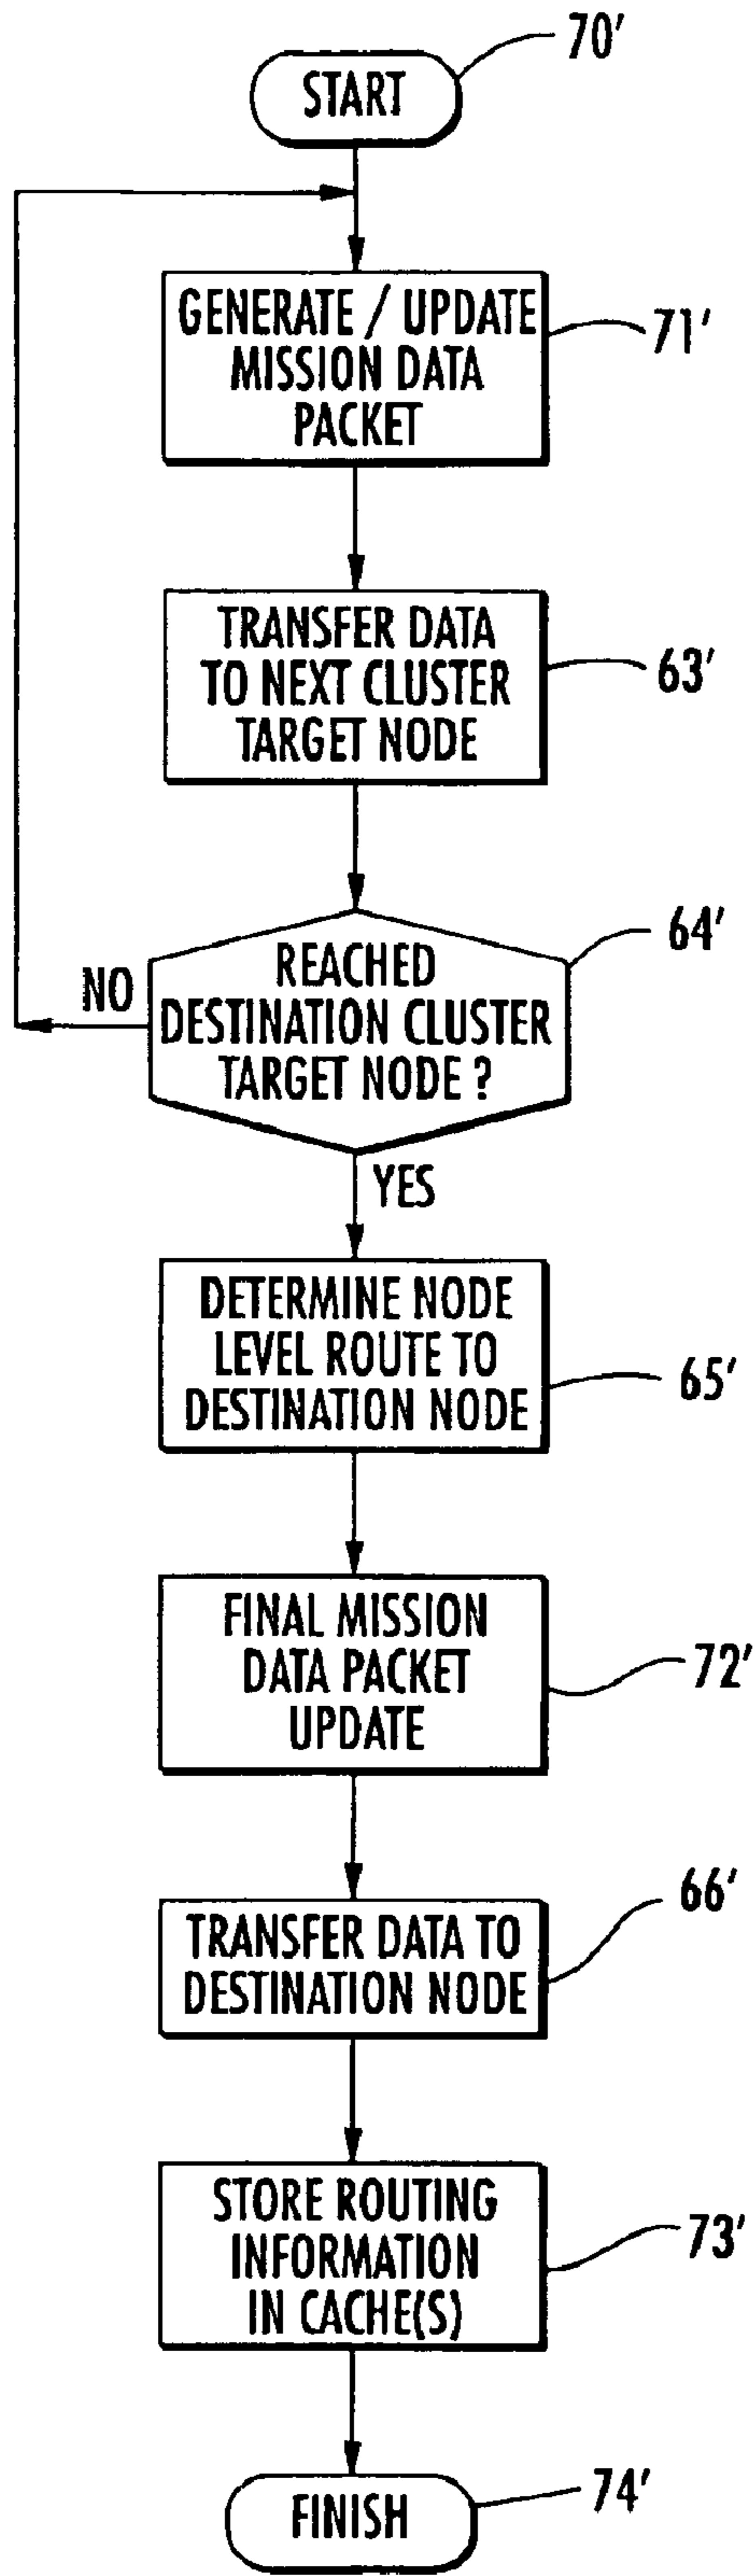 70'
START
GENERATE / UPDATE
MISSION DATA
PACKET
71'
TRANSFER DATA
TO NEXT CLUSTER
TARGET NODE
63'
64'
REACHED
DESTINATION CLUSTER
TARGET NODE ?
NO
YES
DETERMINE NODE
LEVEL ROUTE TO
DESTINATION NODE
65'
FINAL MISSION
DATA PACKET
UPDATE
72'
66'
TRANSFER DATA TO
DESTINATION NODE
STORE ROUTING
INFORMATION
IN CACHE(S)
73'
FINISH
74'